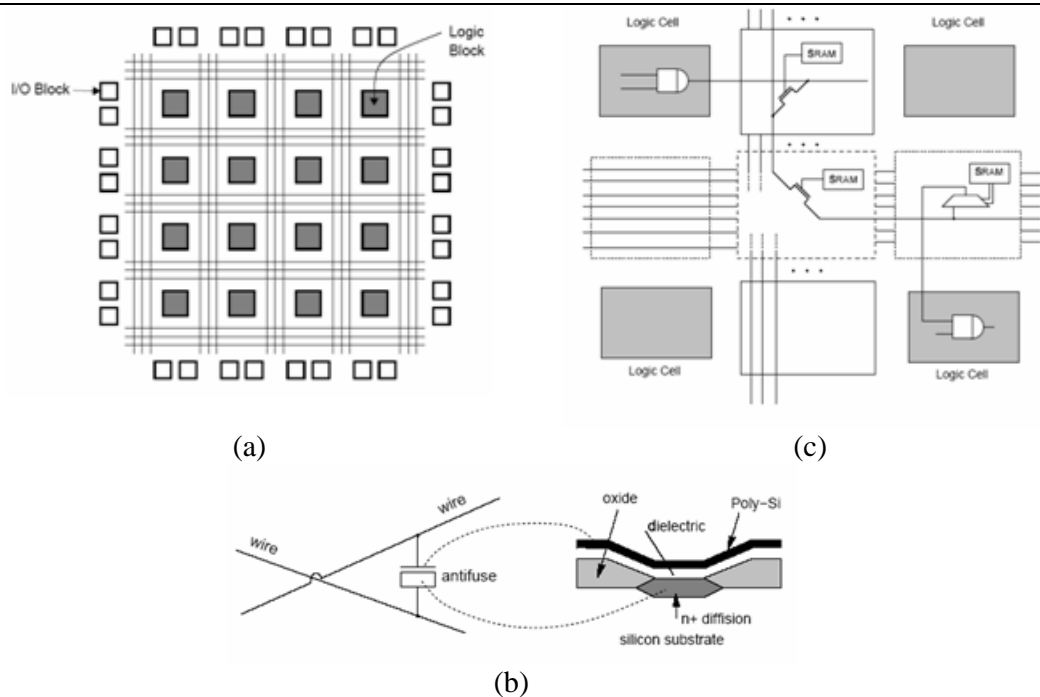 Logic
Block
I/O Block
(a)
Logic Cell
Logic Cell
SRAM
SRAM
SRAM
Logic Cell
Logic Cell
(c)
wire
wire
antifuse
oxide
dielectric
Poly-Si
n+ diffision
silicon substrate
(b)